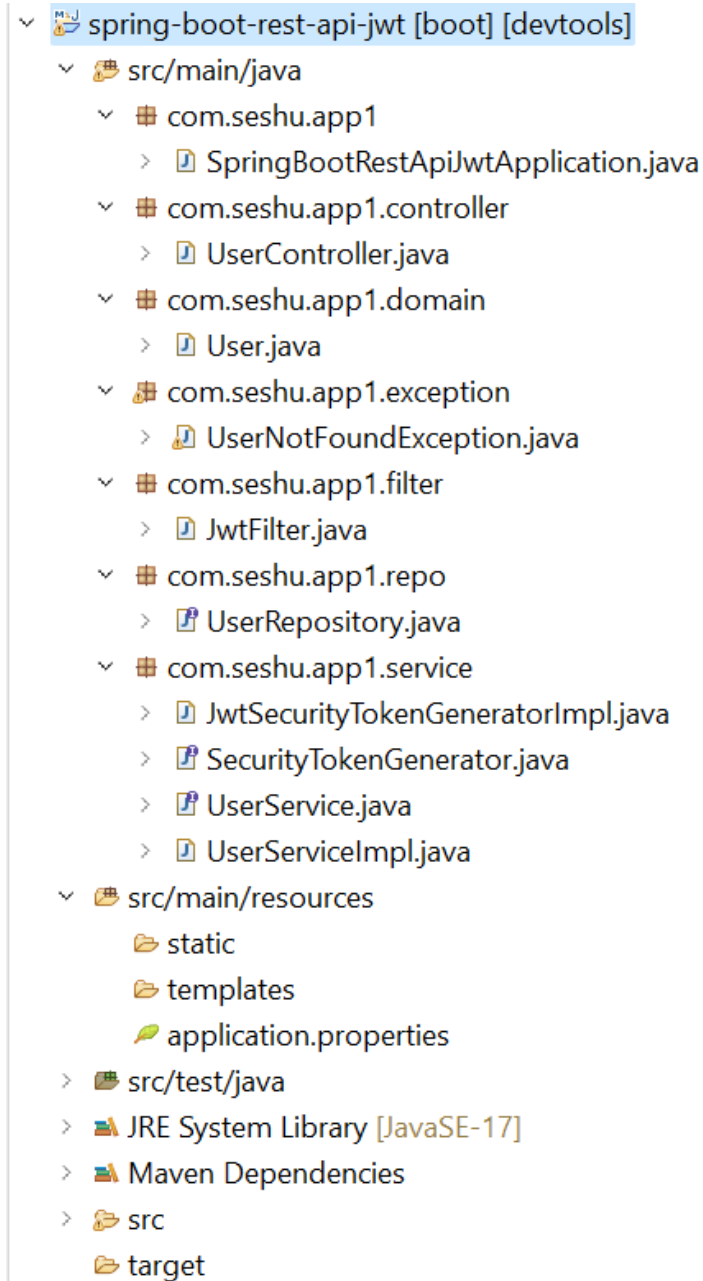 spring-boot-rest-api-jwt [boot] [devtools]
src/main/java
com.seshu.app1
SpringBootRestApiJwtApplication.java
com.seshu.app1.controller
UserController.java
com.seshu.app1.domain
User.java
com.seshu.app1.exception
UserNotFoundException.java
com.seshu.app1.filter
JwtFilter.java
com.seshu.app1.repo
UserRepository.java
com.seshu.app1.service
JwtSecurityTokenGeneratorImpl.java
SecurityTokenGenerator.java
UserService.java
UserServiceImpl.java
src/main/resources
static
templates
application.properties
src/test/java
JRE System Library [JavaSE-17]
Maven Dependencies
src
target